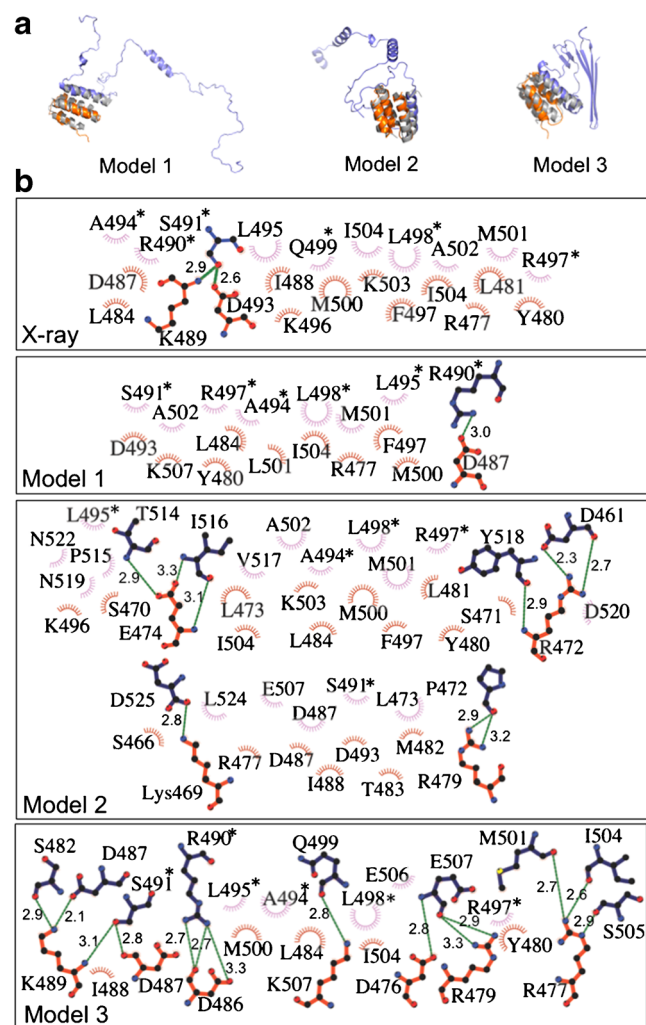 a
Model 1 Model 2 Model 3
b
A494* S491* L495 Q499* I504 L498* A502 M501 R497*
R490*
2.9 2.6
D487 I488 K503 I504 L481
L484 K489 D493 K496 M500 F497 R477 Y480
X-ray
S491* A502 R497* A494* L498* M501 L495* R490*
3.0
D493 K507 L484 Y480 L501 I504 R477 F497 M500 D487
Model 1
L495* T514 I516 A502 L498* R497* Y518 D461
N522 P515 V517 A494* M501
N519 2.9 3.3 3.1 2.3 2.7 2.9
K496 S470 E474 L473 I504 K503 L484 M500 F497 L481 Y480 S471 R472 D520
D525 L524 E507 D487 S491* L473 P472
2.8 2.9 3.2
S466 Lys469 R477 D487 I488 D493 T483 M482 R479
Model 2
S482 D487 S491* R490* L495* A494* Q499 L498* E506 E507 R497* M501 I504 S505
2.9 2.1 3.1 2.8 2.7 2.7 3.3 2.8 2.8 3.3 2.9 2.7 2.6 2.9
K489 I488 D487 D486 M500 L484 K507 I504 D476 R479 Y480 R477
Model 3